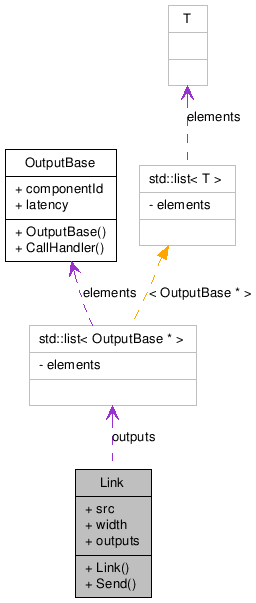 T
elements
std::list< T >
- elements
OutputBase
+ componentId
+ latency
+ OutputBase()
+ CallHandler()
elements
< OutputBase * >
std::list< OutputBase * >
- elements
outputs
Link
+ src
+ width
+ outputs
+ Link()
+ Send()